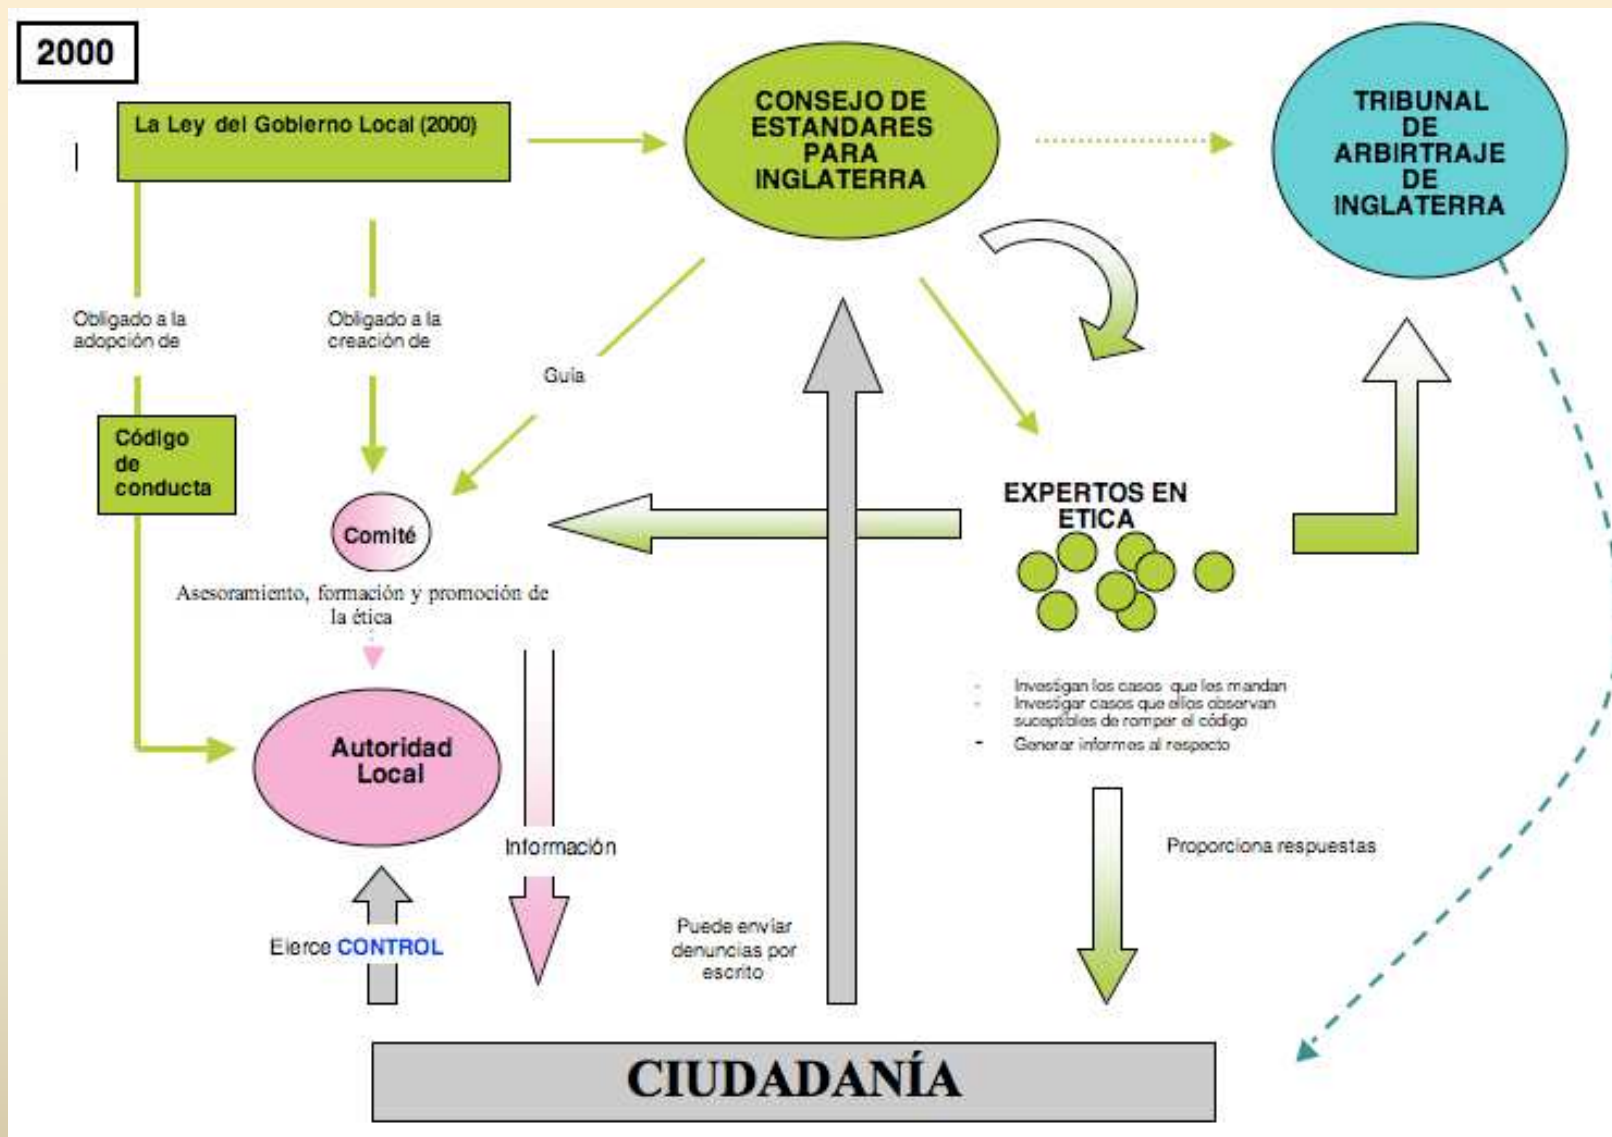 2000
La Ley del Gobierno Local (2000)
CONSEJO DE
ESTANDARES
PARA
INGLATERRA
TRIBUNAL
DE
ARBIRTRAJE
DE
INGLATERRA
Obligado a la
adopción de
Obligado a la
creación de
Guía
Código
de
conducta
Comité
Asesoramiento, formación y promoción de
la ética
EXPERTOS EN
ETICA
- Investigan los casos que les mandan
- Investigar casos que ellos observan
suceptibles de romper el código
- Generar informes al respecto
Autoridad
Local
Información
Proporciona respuestas
Eierce CONTROL
Puede envíar
denuncias por
escrito
CIUDADANÍA